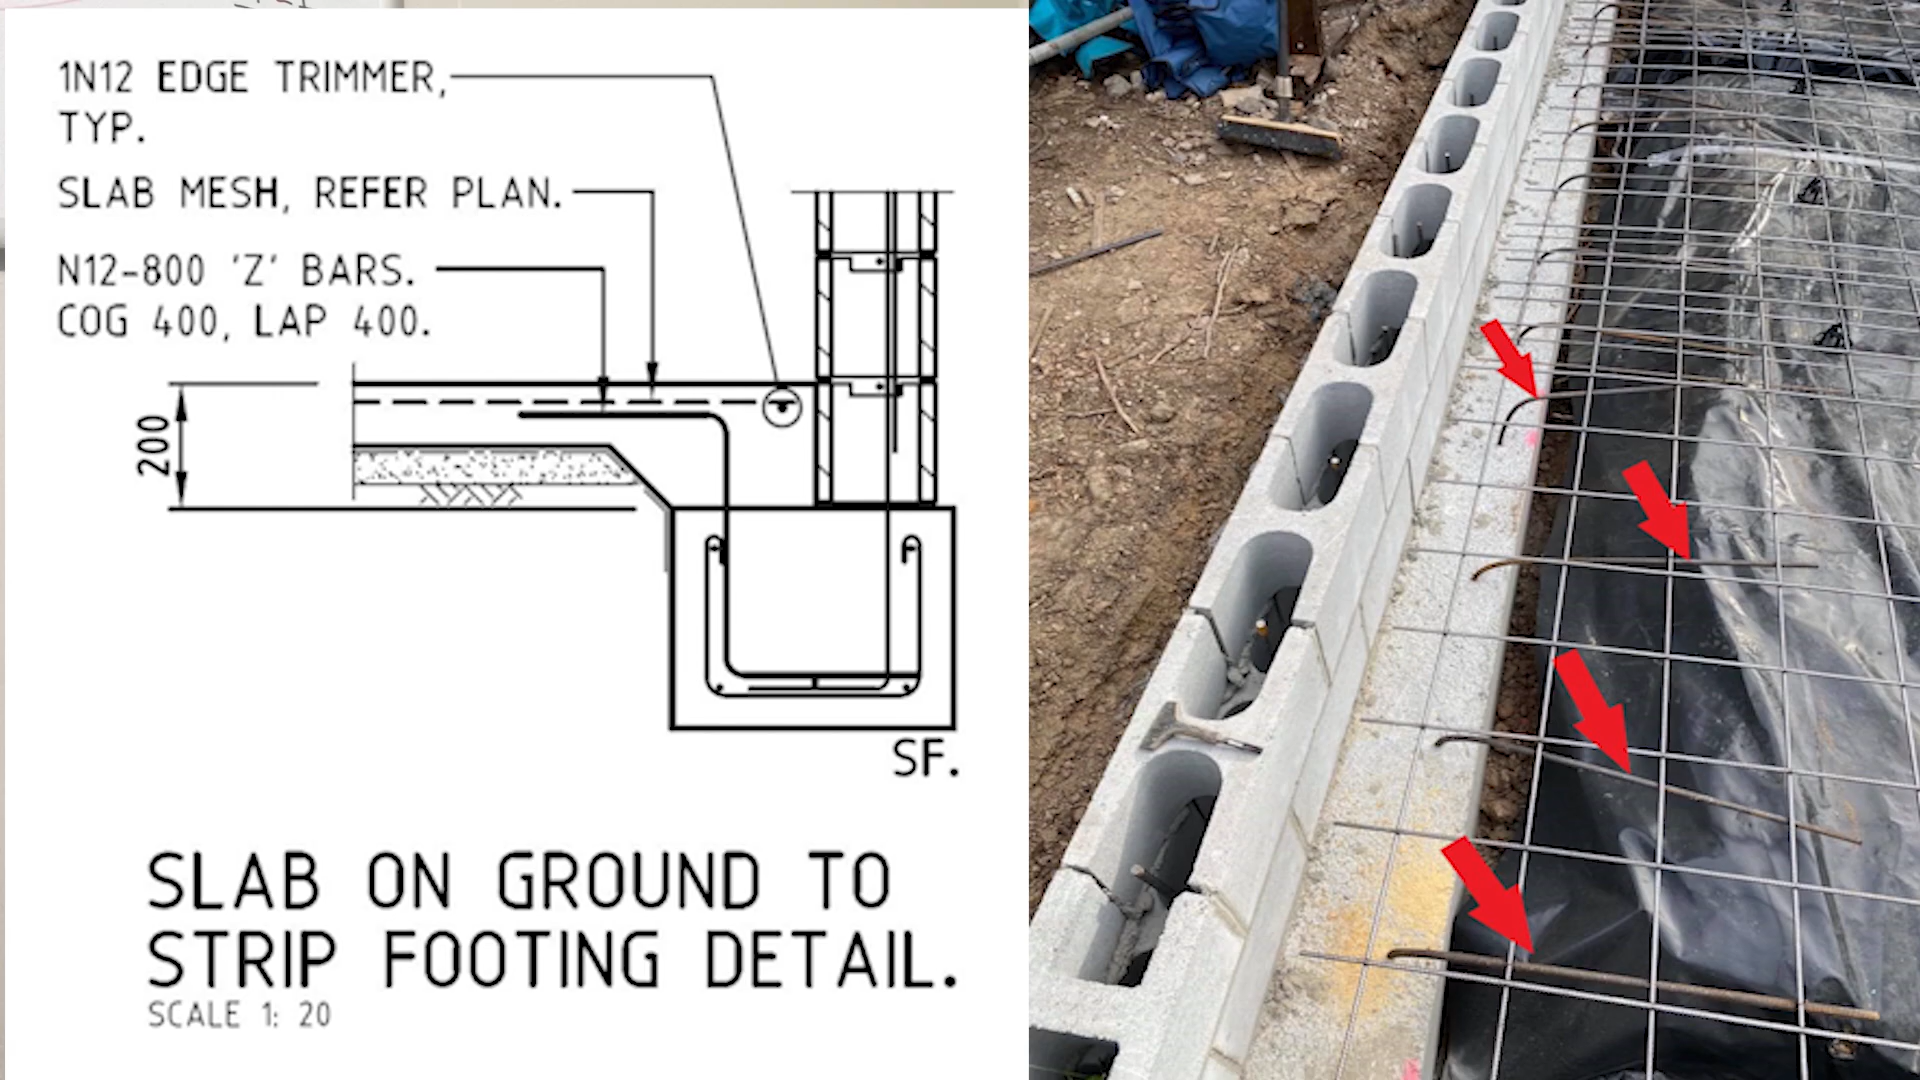 1N12 EDGE TRIMMER,
TYP.
SLAB MESH, REFER PLAN.
N12-800 'Z' BARS.
COG 400, LAP 400.
200
SF.
SLAB ON GROUND TO
STRIP FOOTING DETAIL.
SCALE 1: 20